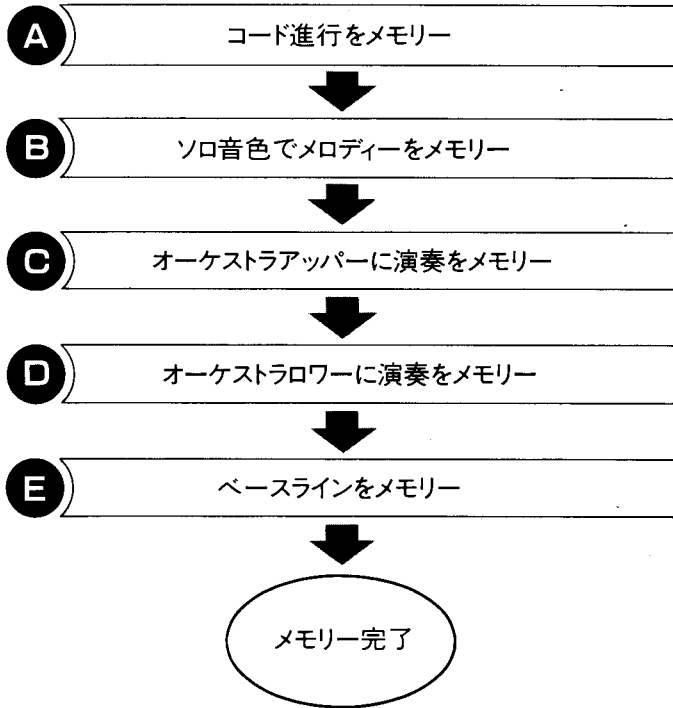 A コード進行をメモリー
B ソロ音色でメロディーをメモリー
C オーケストラアッパーに演奏をメモリー
D オーケストラロワーに演奏をメモリー
E ベースラインをメモリー
メモリー完了